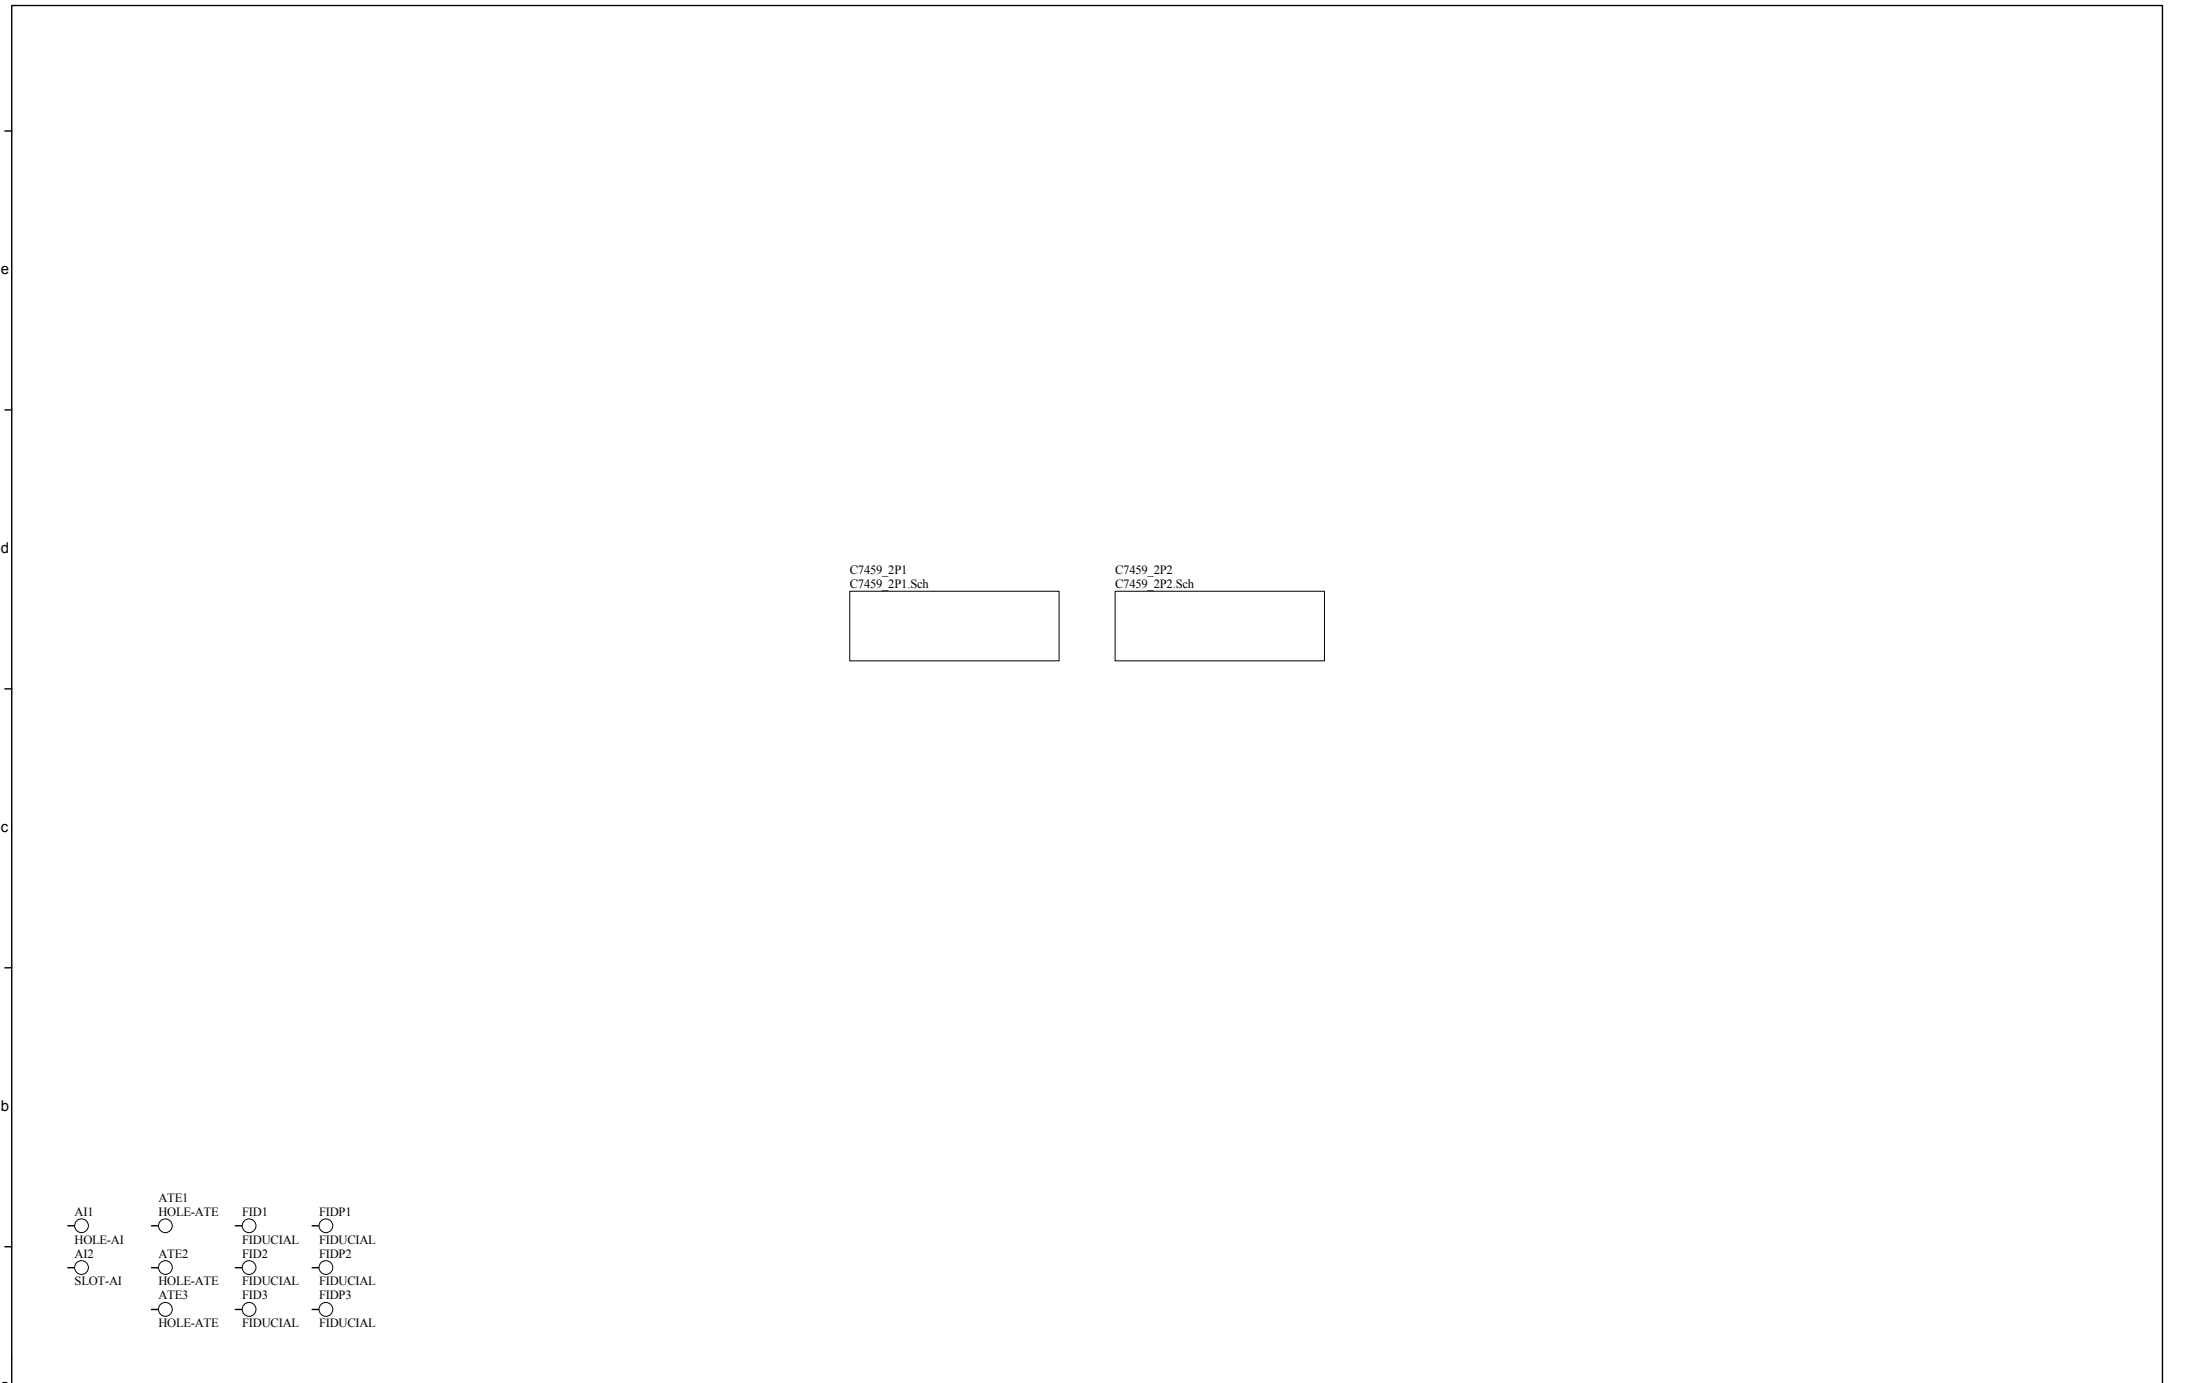 e
d
C7459_2P1
C7459_2P1.Sch
C7459_2P2
C7459_2P2.Sch
c
b
AI1
HOLE-AI
AI2
SLOT-AI
ATE1
HOLE-ATE
ATE2
HOLE-ATE
ATE3
HOLE-ATE
FID1
FIDUCIAL
FID2
FIDUCIAL
FID3
FIDUCIAL
FIDP1
FIDUCIAL
FIDP2
FIDUCIAL
FIDP3
FIDUCIAL